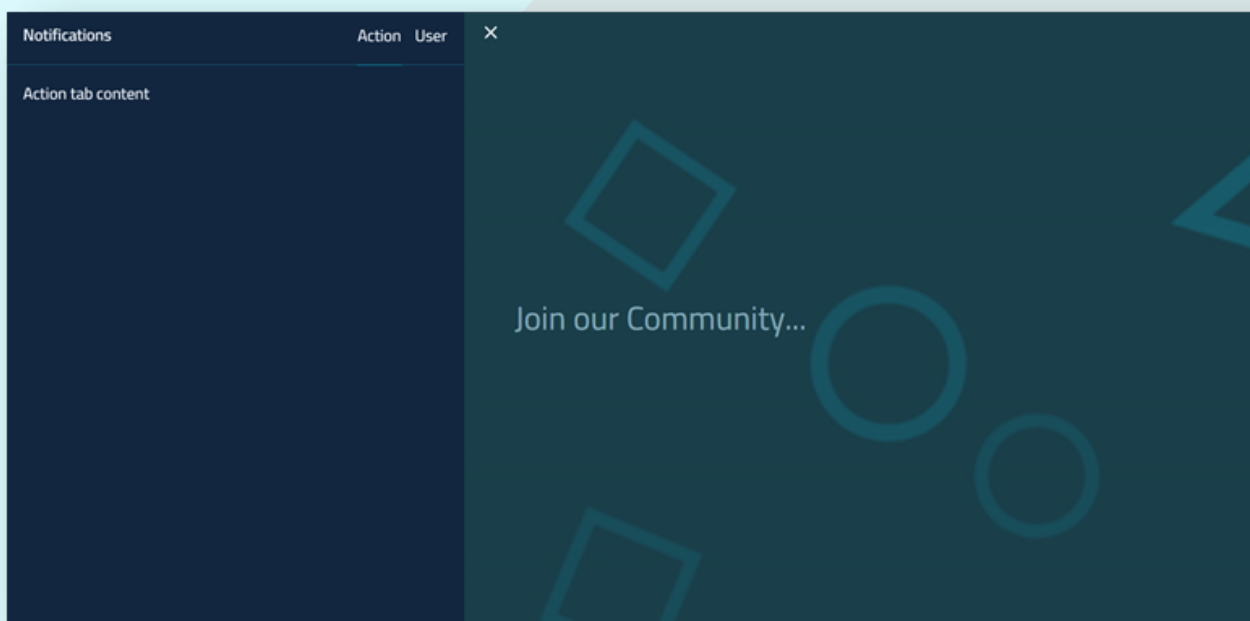 Notifications Action User
Action tab content
Join our Community...